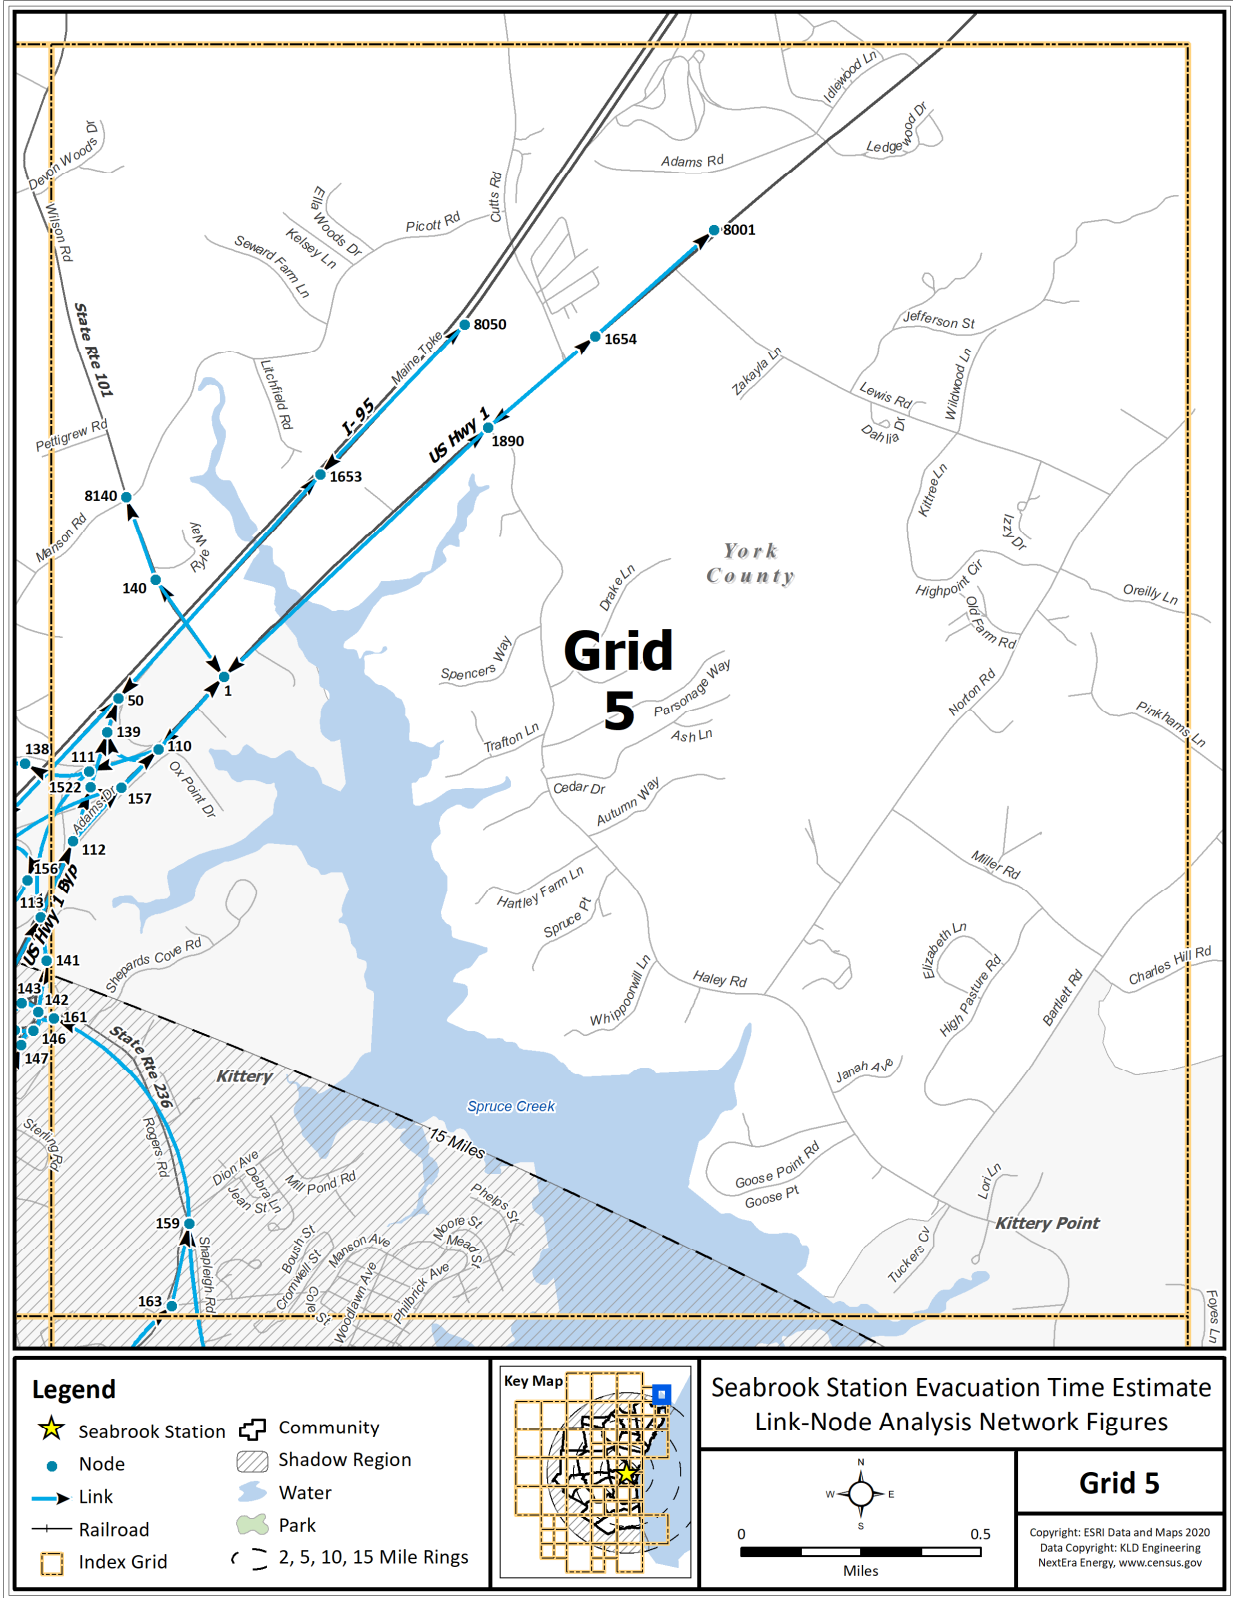 Idlewood Ln
Ledgewood Dr
Adams Rd
Devon Woods Dr
Wilson Rd
Cutts Rd
Ella Woods Dr
Picott Rd
Kelsey Ln
Seward Farm Ln
8001
State Rte 101
8050
Jefferson St
1654
Maine Tpke
Zakayla Ln
Wildwood Ln
Litchfield Rd
Lewis Rd
I-95
US Hwy 1
Dahlia Dr
Pettigrew Rd
1890
1653
Kittree Ln
8140
Manson Rd
Ryle Way
Izzy Dr
York
County
140
Drake Ln
Highpoint Cir
Oreilly Ln
Old Farm Rd
Grid
5
Spencers Way
1
50
Parsonage Way
Norton Rd
Pinkhams Ln
139
Trafton Ln
Ash Ln
138
110
111
Ox Point Dr
1522
157
Cedar Dr
Autumn Way
Adams Dr
112
156
Miller Rd
113
US Hwy 1 Byp
Hartley Farm Ln
Spruce Pt
Elizabeth Ln
141
Shepards Cove Rd
Whippoorwill Ln
Haley Rd
High Pasture Rd
Bartlett Rd
Charles Hill Rd
143
142
161
146
147
State Rte 236
Kittery
Janah Ave
Spruce Creek
15 Miles
Sterling Rd
Rogers Rd
Dion Ave
Debra Ln
Jean St
Mill Pond Rd
Goose Point Rd
Goose Pt
Lori Ln
Phelps St
159
Kittery Point
Moore St
Mead St
Boush St
Manson Ave
Shapleigh Rd
Cromwell St
Cole St
Woodlawn Ave
Philbrick Ave
Tuckers Cv
163
Foyes Ln
Legend
Seabrook Station
Node
Link
Railroad
Index Grid
Community
Shadow Region
Water
Park
2, 5, 10, 15 Mile Rings
Key Map
Seabrook Station Evacuation Time Estimate
Link-Node Analysis Network Figures
N
W E
S
0 0.5
Miles
Grid 5
Copyright: ESRI Data and Maps 2020
Data Copyright: KLD Engineering
NextEra Energy, www.census.gov